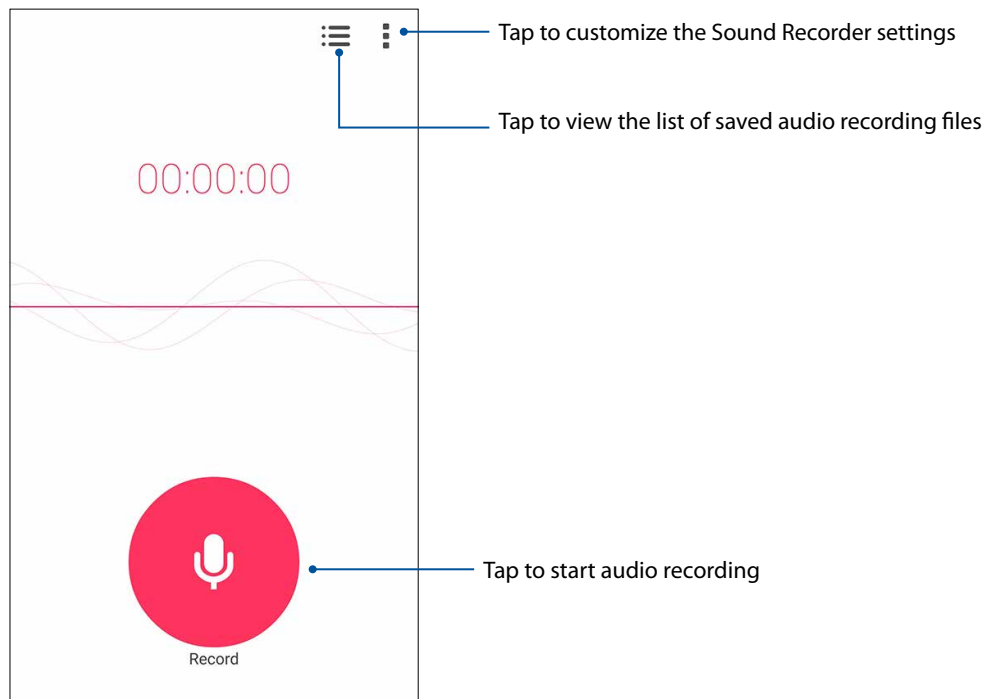 Tap to customize the Sound Recorder settings
Tap to view the list of saved audio recording files
00:00:00
Tap to start audio recording
Record